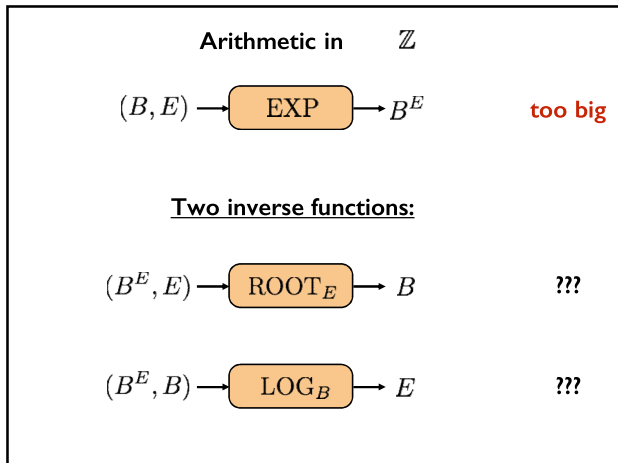 Arithmetic in ℤ
(B, E) EXP B^E too big
Two inverse functions:
(B^E, E) ROOT_E B ???
(B^E, B) LOG_B E ???